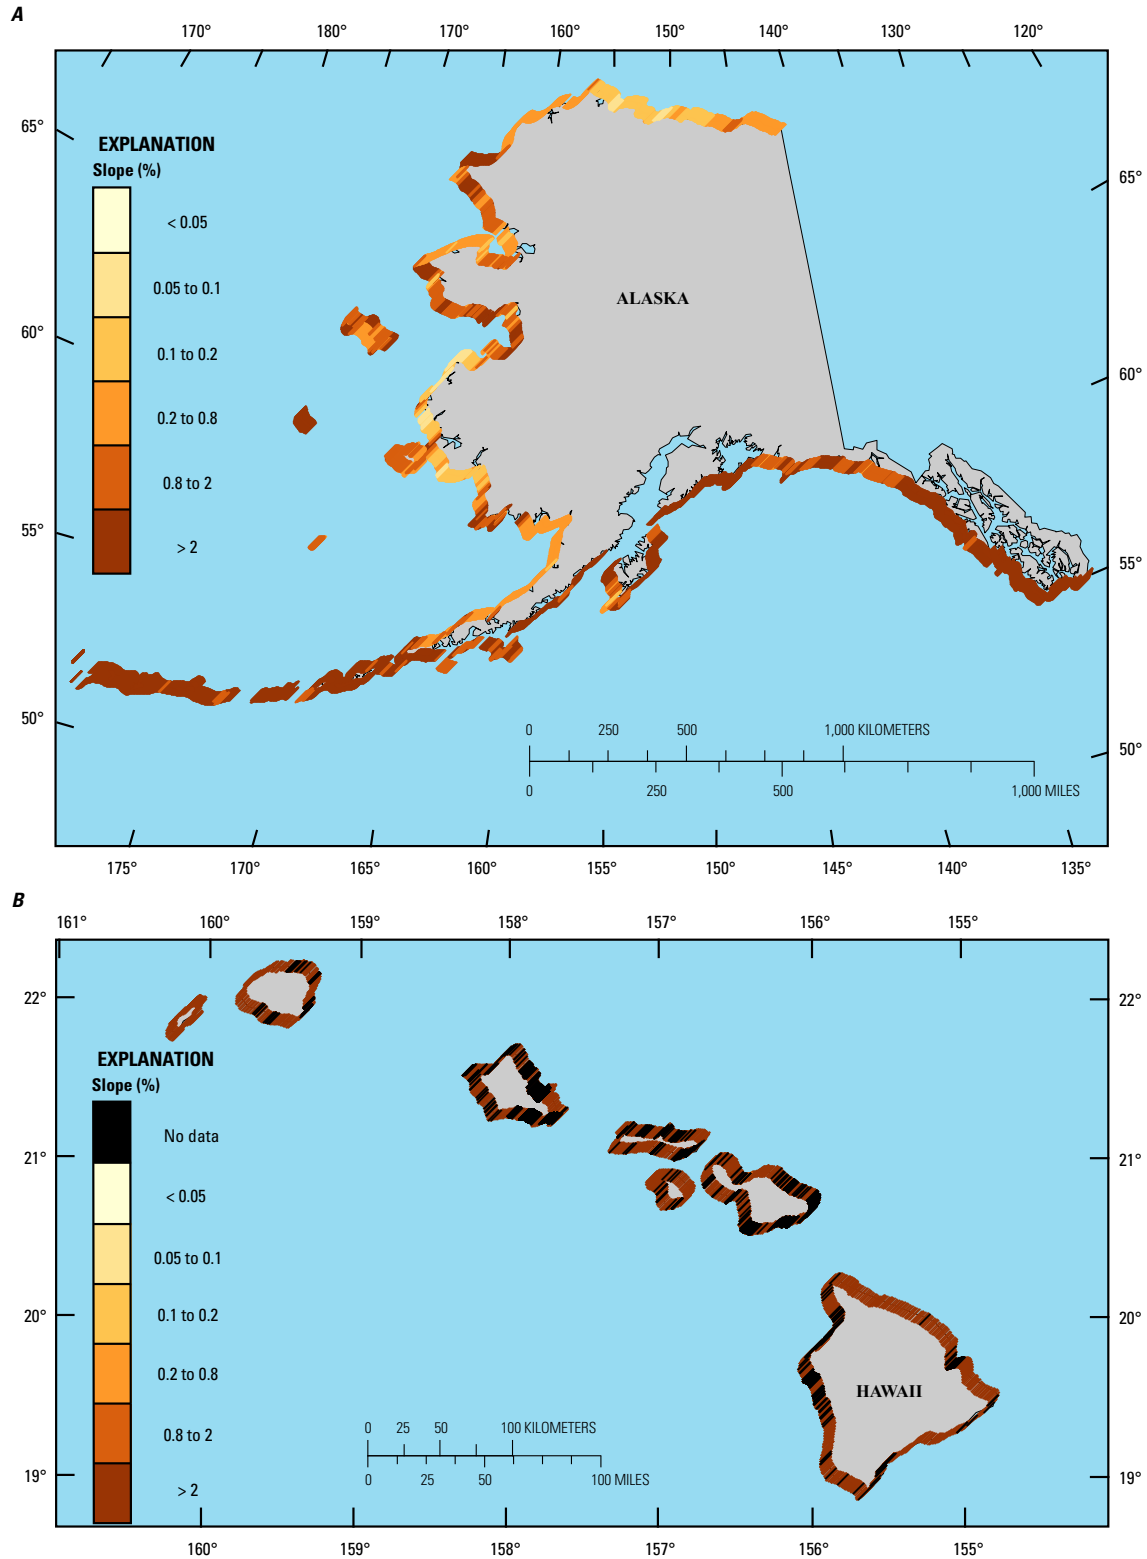 A
170° 180° 170° 160° 150° 140° 130° 120°
65°
EXPLANATION
Slope (%)
< 0.05
65°
0.05 to 0.1
ALASKA
60°
0.1 to 0.2
60°
0.2 to 0.8
0.8 to 2
55°
> 2
55°
50°
0 250 500 1,000 KILOMETERS
50°
0 250 500 1,000 MILES
175° 170° 165° 160° 155° 150° 145° 140° 135°
B
161° 160° 159° 158° 157° 156° 155°
22° 22°
EXPLANATION
Slope (%)
No data
21° 21°
< 0.05
0.05 to 0.1
20° 0.1 to 0.2 20°
0.2 to 0.8
HAWAII
0 25 50 100 KILOMETERS
0.8 to 2
19° 0 25 50 100 MILES 19°
> 2
160° 159° 158° 157° 156° 155°